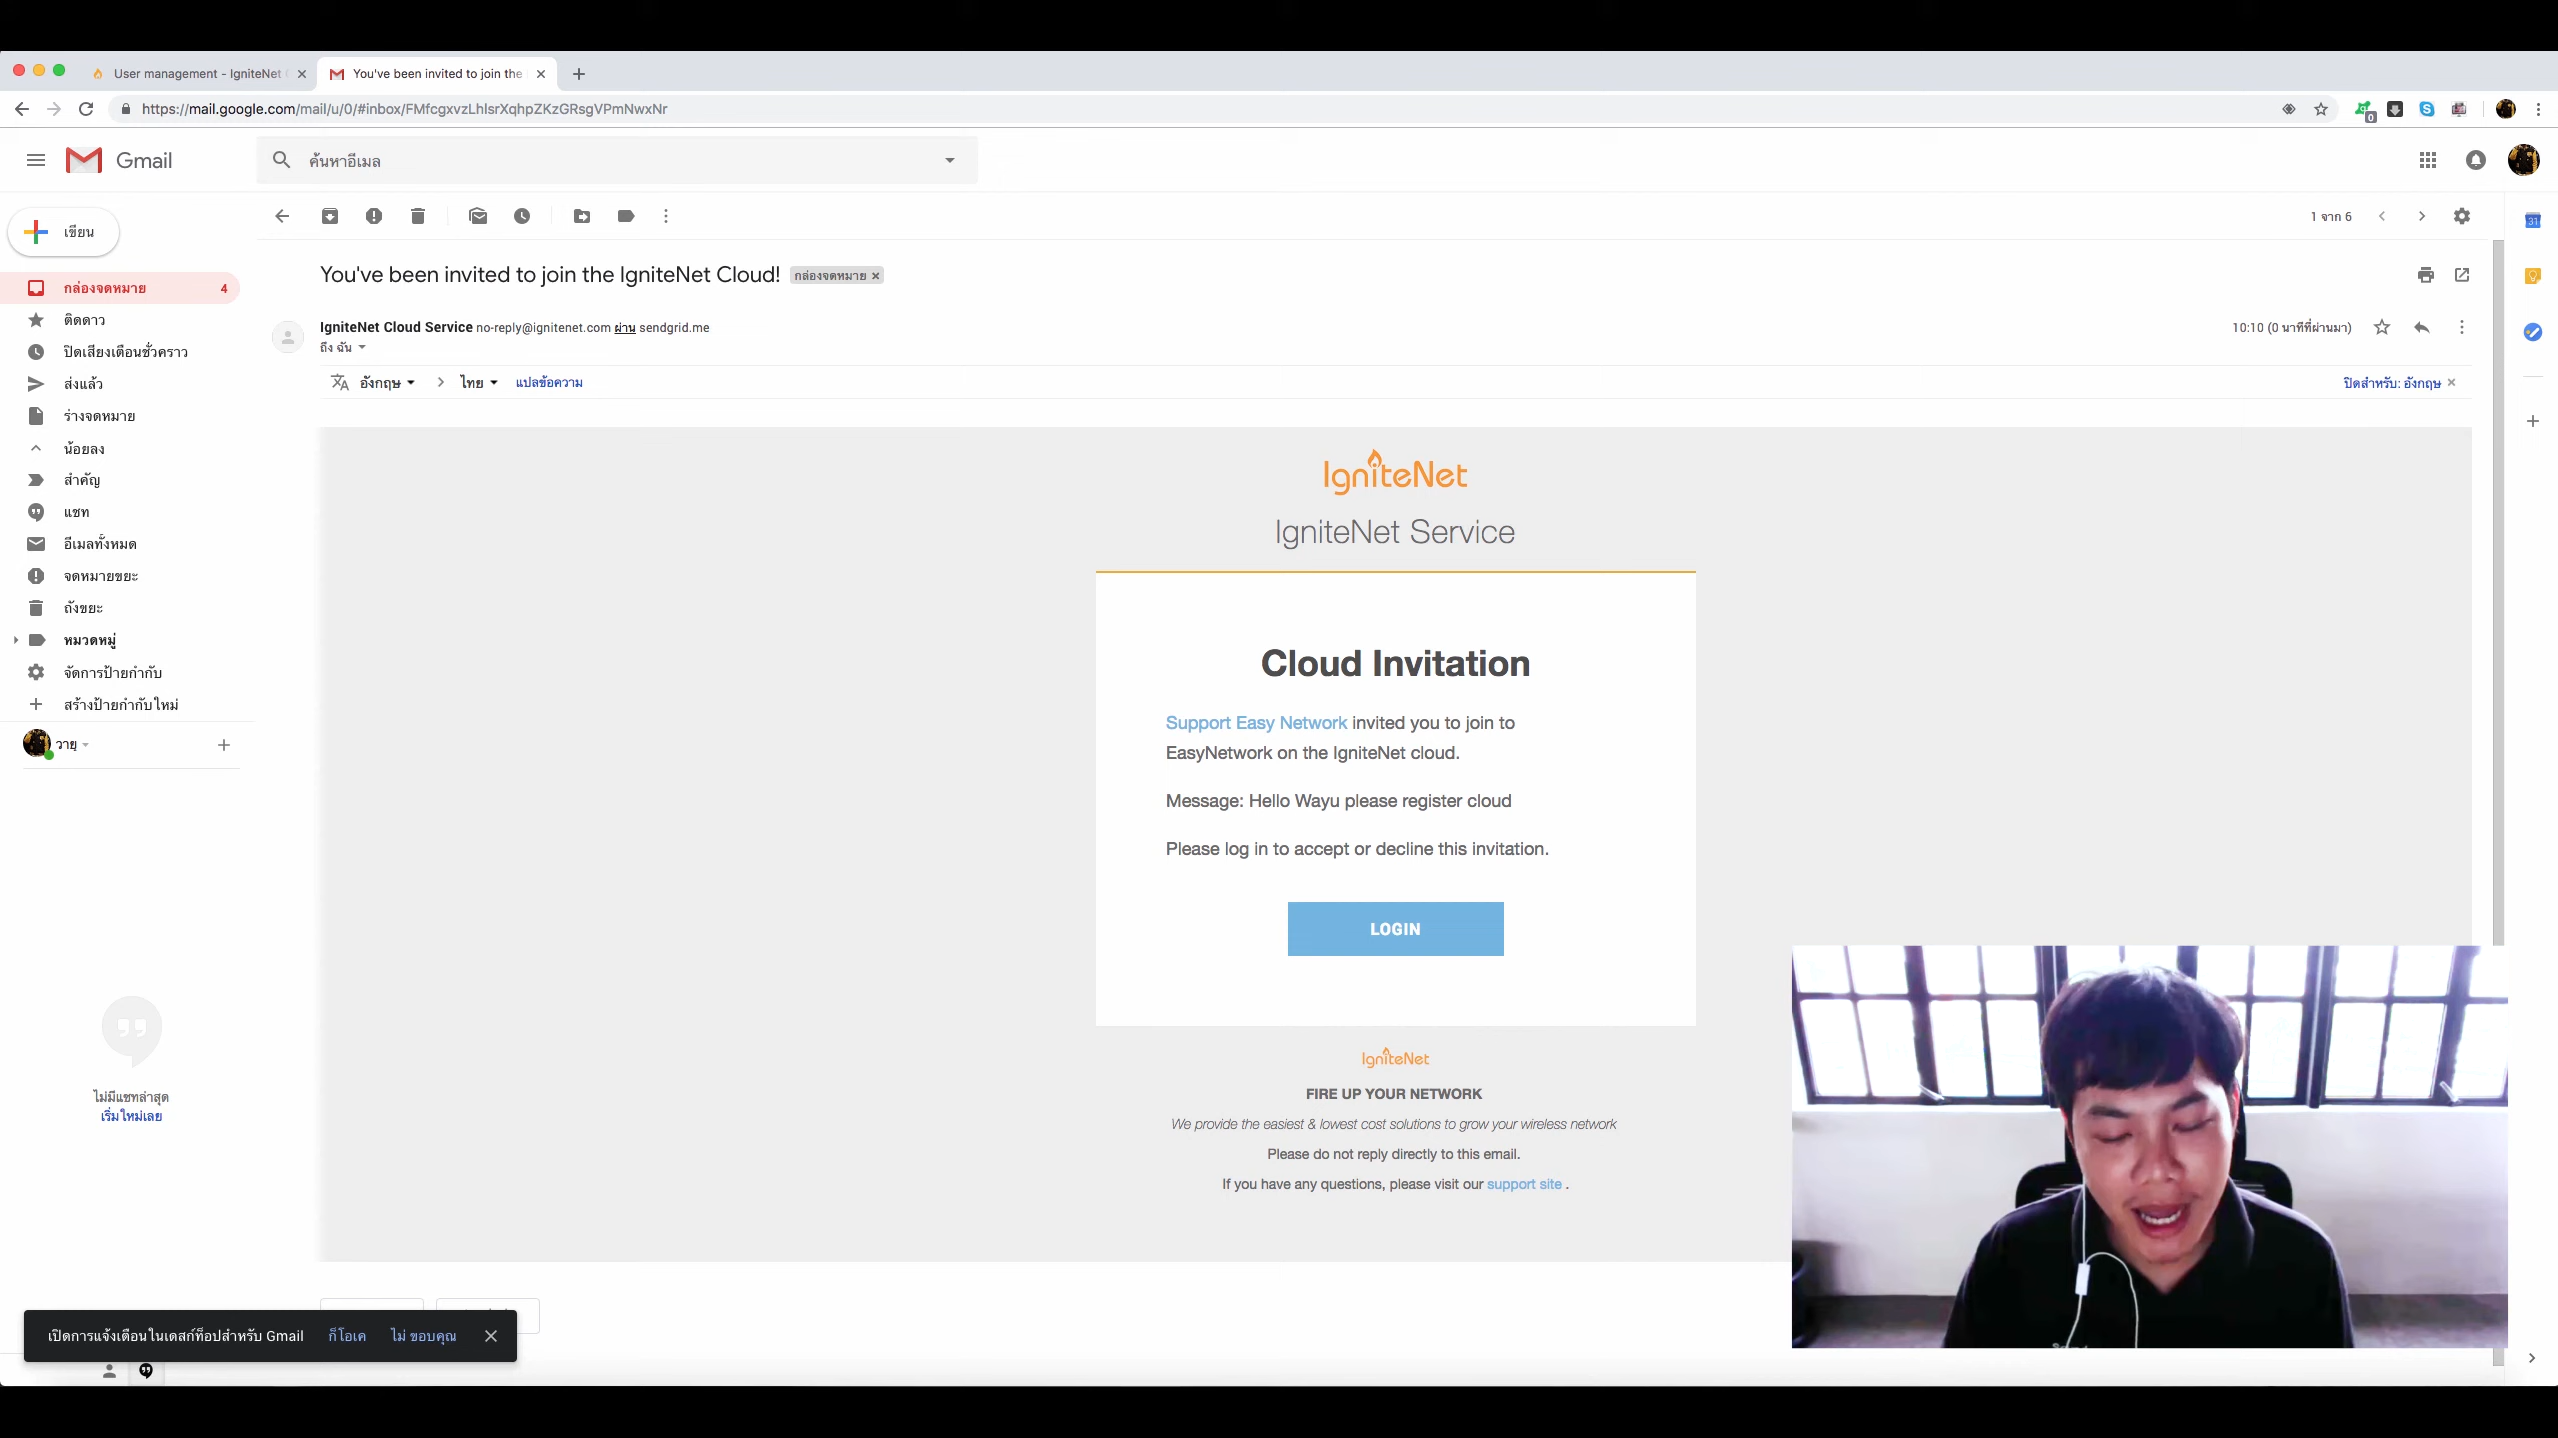 User management - IgniteNet
You've been invited to join the
https://mail.google.com/mail/u/0/#inbox/FMfcgxvzLhlsrXqhpZKzGRsgVPmNwxNr
0
Gmail
ค้นหาอีเมล
เขียน
1 จาก 6
31
กล่องจดหมาย 4
ติดดาว
ปิดเสียงเตือนชั่วคราว
ส่งแล้ว
ร่างจดหมาย
น้อยลง
สำคัญ
แชท
อีเมลทั้งหมด
จดหมายขยะ
ถังขยะ
หมวดหมู่
จัดการป้ายกำกับ
สร้างป้ายกำกับใหม่
วายุ
ไม่มีแชทล่าสุด
เริ่มใหม่เลย
You've been invited to join the IgniteNet Cloud! กล่องจดหมาย
IgniteNet Cloud Service no-reply@ignitenet.com ผ่าน sendgrid.me
10:10 (0 นาทีที่ผ่านมา)
ถึง ฉัน
อังกฤษ ไทย แปลข้อความ
ปิดสำหรับ: อังกฤษ
IgniteNet
IgniteNet Service
Cloud Invitation
Support Easy Network invited you to join to
EasyNetwork on the IgniteNet cloud.
Message: Hello Wayu please register cloud
Please log in to accept or decline this invitation.
LOGIN
IgniteNet
FIRE UP YOUR NETWORK
We provide the easiest & lowest cost solutions to grow your wireless network
Please do not reply directly to this email.
If you have any questions, please visit our support site .
เปิดการแจ้งเตือนในเดสก์ท็อปสำหรับ Gmail ก็โอเค ไม่ ขอบคุณ